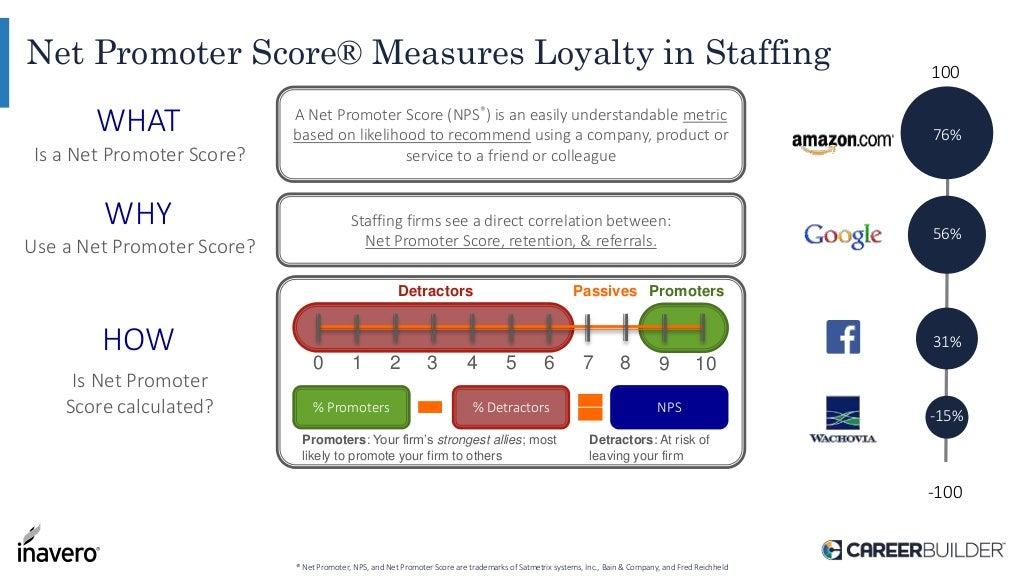 Net Promoter Score® Measures Loyalty in Staffing
WHAT
Is a Net Promoter Score?
A Net Promoter Score (NPS®) is an easily understandable metric
based on likelihood to recommend using a company, product or
service to a friend or colleague
WHY
Use a Net Promoter Score?
Staffing firms see a direct correlation between:
Net Promoter Score, retention, & referrals.
HOW
Is Net Promoter
Score calculated?
Detractors Passives Promoters
0 1 2 3 4 5 6 7 8 9 10
% Promoters % Detractors NPS
Promoters: Your firm's strongest allies; most
likely to promote your firm to others
Detractors: At risk of
leaving your firm
100
amazon.com 76%
Google 56%
f 31%
WACHOVIA -15%
-100
inavero®
CAREERBUILDER
® Net Promoter, NPS, and Net Promoter Score are trademarks of Satmetrix systems, Inc., Bain & Company, and Fred Reichheld